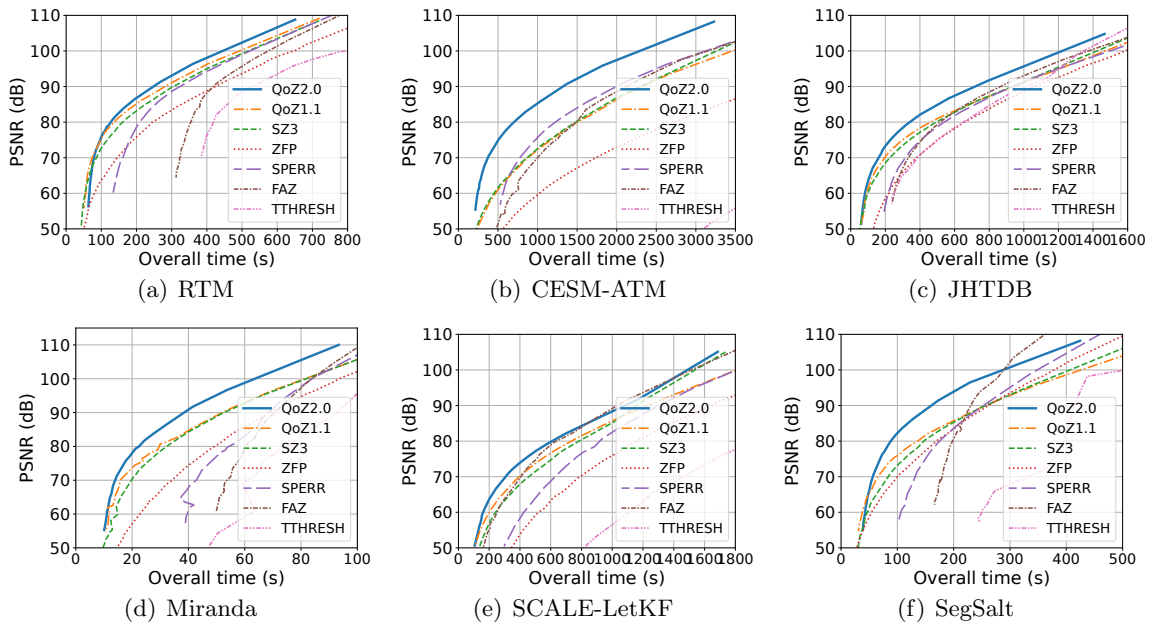 PSNR (dB)
110
100
90
80
70
60
50
QoZ2.0
QoZ1.1
SZ3
ZFP
SPERR
FAZ
TTHRESH
0 100 200 300 400 500 600 700 800
Overall time (s)
(a) RTM
PSNR (dB)
110
100
90
80
70
60
50
QoZ2.0
QoZ1.1
SZ3
ZFP
SPERR
FAZ
TTHRESH
0 500 1000 1500 2000 2500 3000 3500
Overall time (s)
(b) CESM-ATM
PSNR (dB)
110
100
90
80
70
60
50
QoZ2.0
QoZ1.1
SZ3
ZFP
SPERR
FAZ
TTHRESH
0 200 400 600 800 1000 1200 1400 1600
Overall time (s)
(c) JHTDB
PSNR (dB)
110
100
90
80
70
60
50
QoZ2.0
QoZ1.1
SZ3
ZFP
SPERR
FAZ
TTHRESH
0 20 40 60 80 100
Overall time (s)
(d) Miranda
PSNR (dB)
110
100
90
80
70
60
50
QoZ2.0
QoZ1.1
SZ3
ZFP
SPERR
FAZ
TTHRESH
0 200 400 600 800 1000 1200 1400 1600 1800
Overall time (s)
(e) SCALE-LetKF
PSNR (dB)
110
100
90
80
70
60
50
QoZ2.0
QoZ1.1
SZ3
ZFP
SPERR
FAZ
TTHRESH
0 100 200 300 400 500
Overall time (s)
(f) SegSalt